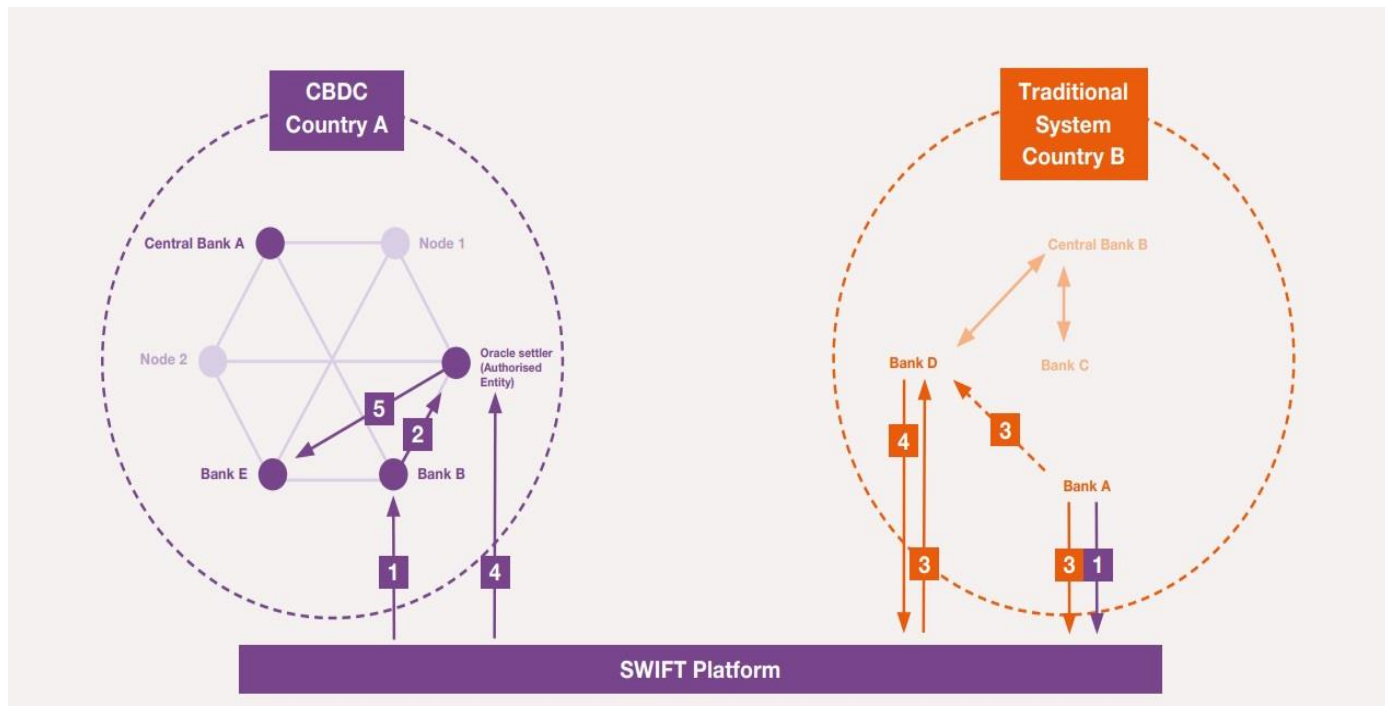 CBDC
Country A
Traditional
System
Country B
Central Bank A
Node 1
Central Bank B
Node 2
Oracle settler
(Authorised
Entity)
Bank D
Bank C
5
2
3
4
Bank E
Bank B
Bank A
1
4
3
3
1
SWIFT Platform